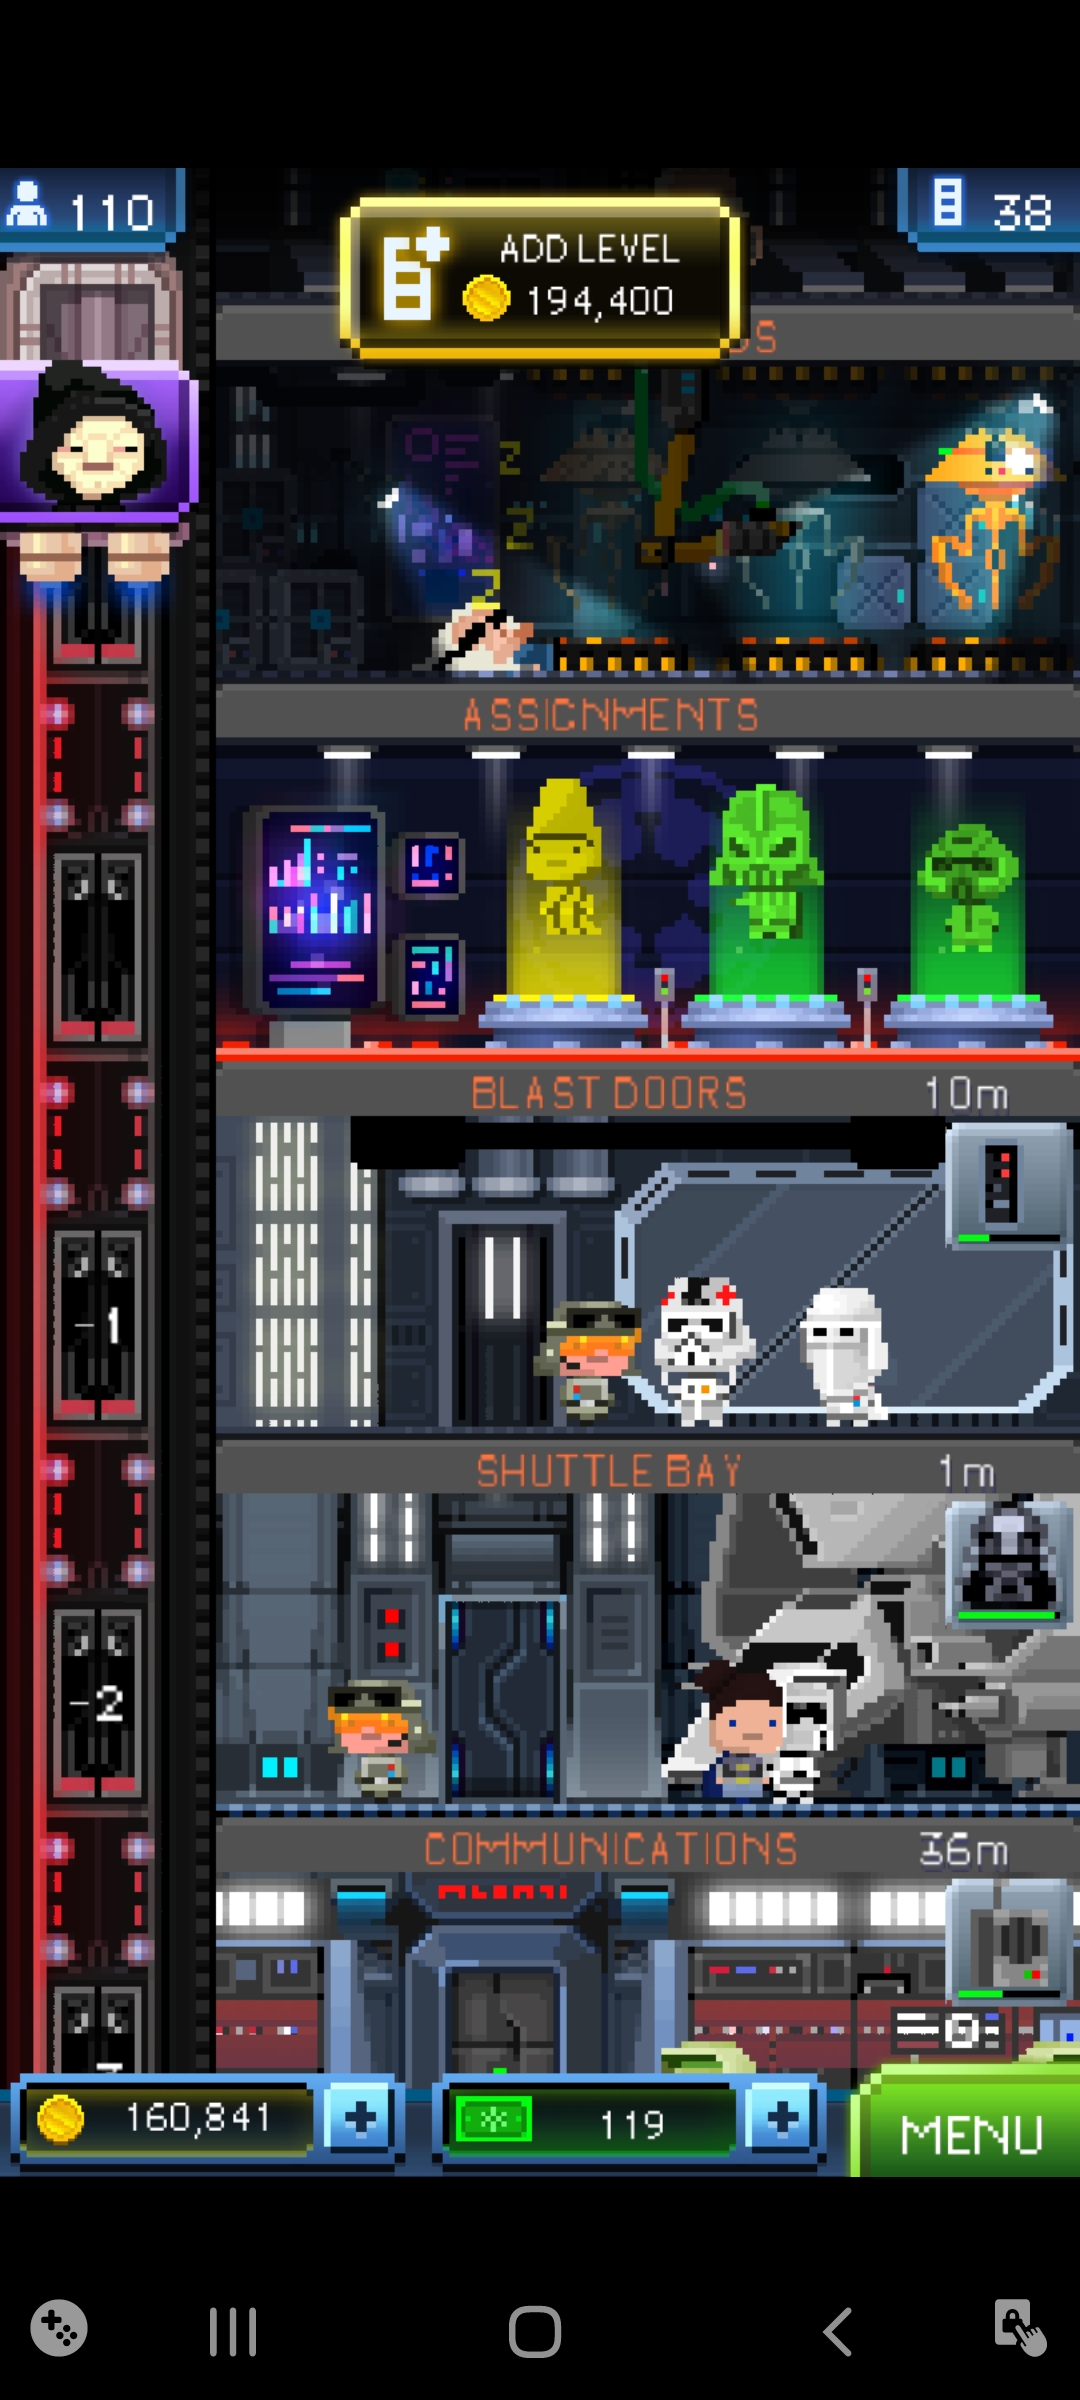 110
ADD LEVEL
194,400
38
DS
Z
Z
Z
ASSIGNMENTS
BLAST DOORS 10m
-1
SHUTTLE BAY 1m
-2
COMMUNICATIONS 36m
160,841
119
MENU